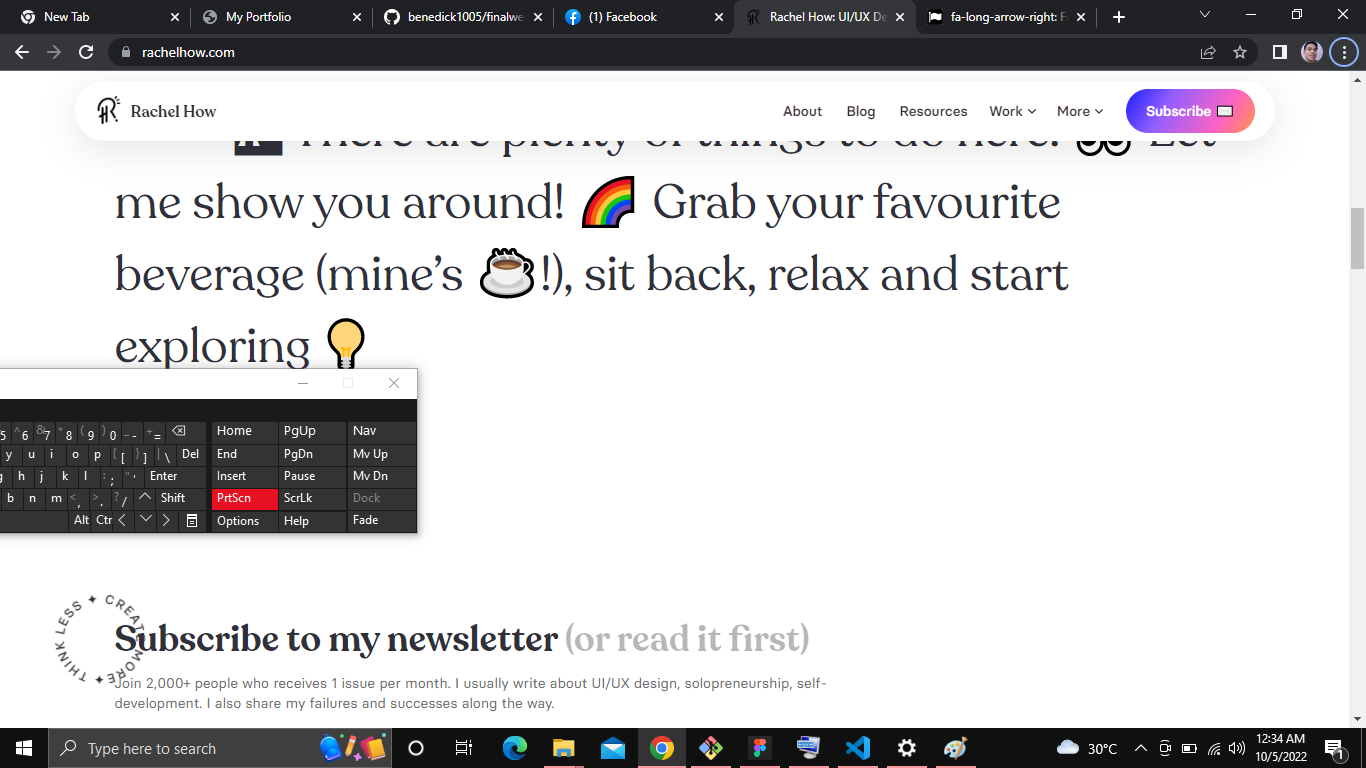 New Tab
My Portfolio
benedick1005/finalwe
(1) Facebook
Rachel How: UI/UX De
fa-long-arrow-right: F
rachelhow.com
Rachel How
About
Blog
Resources
Work
More
Subscribe
There are plenty of things to do here! Let
me show you around! Grab your favourite
beverage (mine’s !), sit back, relax and start
exploring
5 ^ 6 & 7 * 8 ( 9 ) 0 _ - + =
Home PgUp Nav
y u i o p { [ } ] | \ Del
End PgDn Mv Up
g h j k l : ; " ' Enter
Insert Pause Mv Dn
b n m < , > . ? / Shift
PrtScn ScrLk Dock
Alt Ctr
Options Help Fade
THINK LESS ✦ CREATE MORE ✦
Subscribe to my newsletter (or read it first)
Join 2,000+ people who receives 1 issue per month. I usually write about UI/UX design, solopreneurship, self-
development. I also share my failures and successes along the way.
Type here to search
30°C
12:34 AM
10/5/2022
1